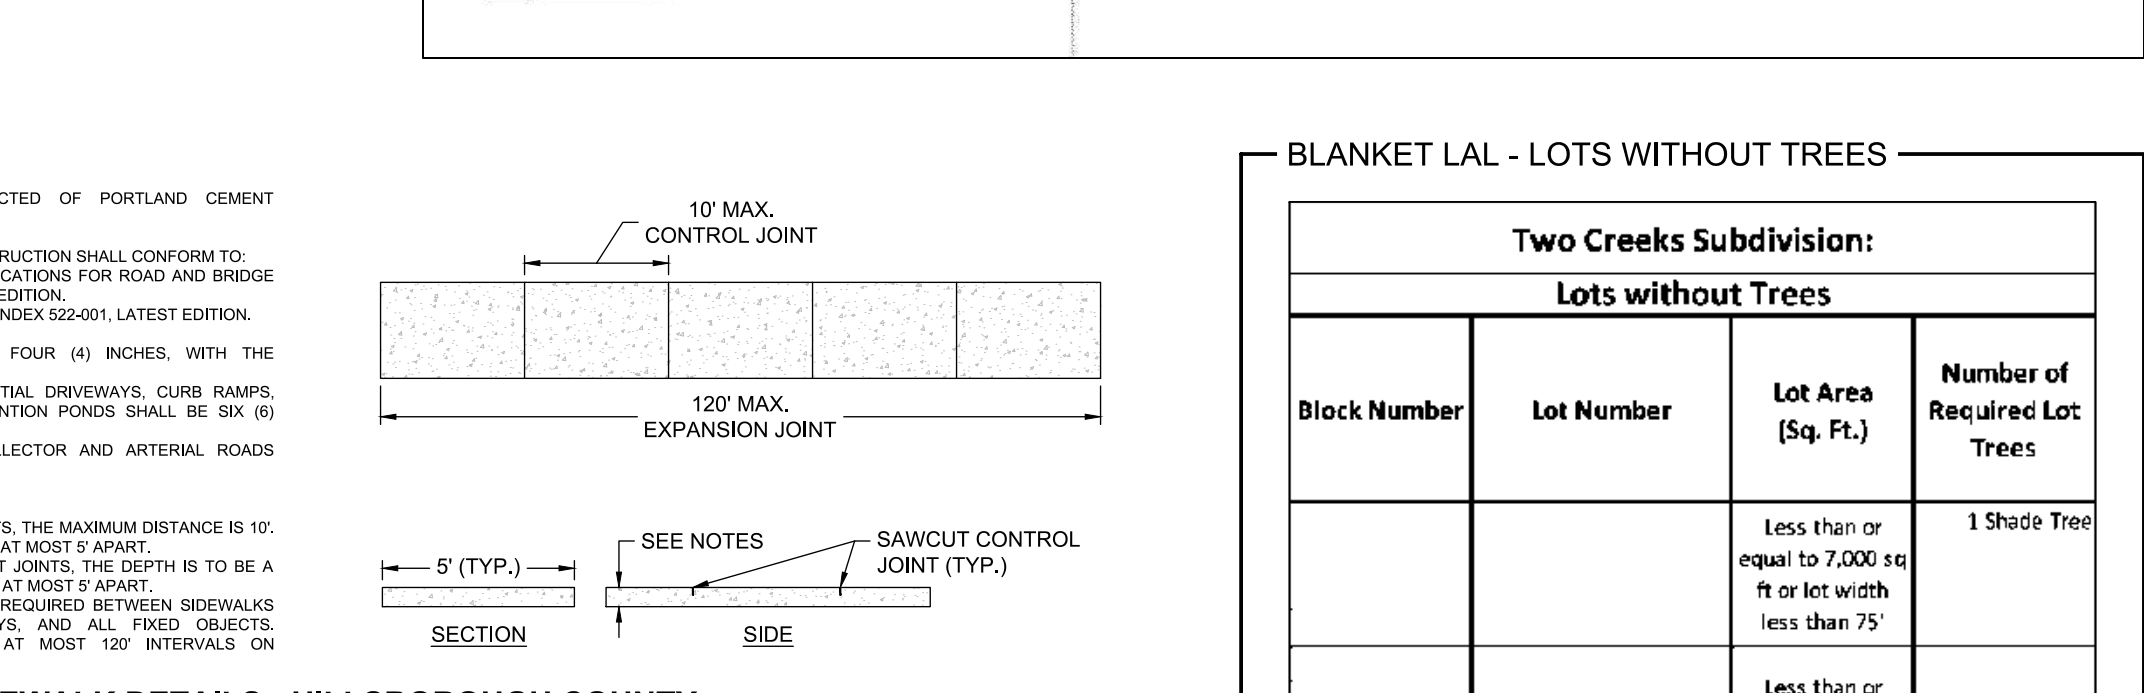 CTED OF PORTLAND CEMENT
RUCTION SHALL CONFORM TO:
CATIONS FOR ROAD AND BRIDGE
EDITION.
NDEX 522-001, LATEST EDITION.
FOUR (4) INCHES, WITH THE
TIAL DRIVEWAYS, CURB RAMPS,
NTION PONDS SHALL BE SIX (6)
LLECTOR AND ARTERIAL ROADS
TS, THE MAXIMUM DISTANCE IS 10'.
AT MOST 5' APART.
T JOINTS, THE DEPTH IS TO BE A
AT MOST 5' APART.
REQUIRED BETWEEN SIDEWALKS
YS, AND ALL FIXED OBJECTS.
AT MOST 120' INTERVALS ON
10' MAX.
CONTROL JOINT
120' MAX.
EXPANSION JOINT
5' (TYP.)
SEE NOTES
SAWCUT CONTROL
JOINT (TYP.)
SECTION
SIDE
EWALK DETAILS - HILLSBOROUGH COUNTY
BLANKET LAL - LOTS WITHOUT TREES
Two Creeks Subdivision:
Lots without Trees
Block Number
Lot Number
Lot Area
(Sq. Ft.)
Number of
Required Lot
Trees
Less than or
equal to 7,000 sq
ft or lot width
less than 75'
1 Shade Tree
Less than or